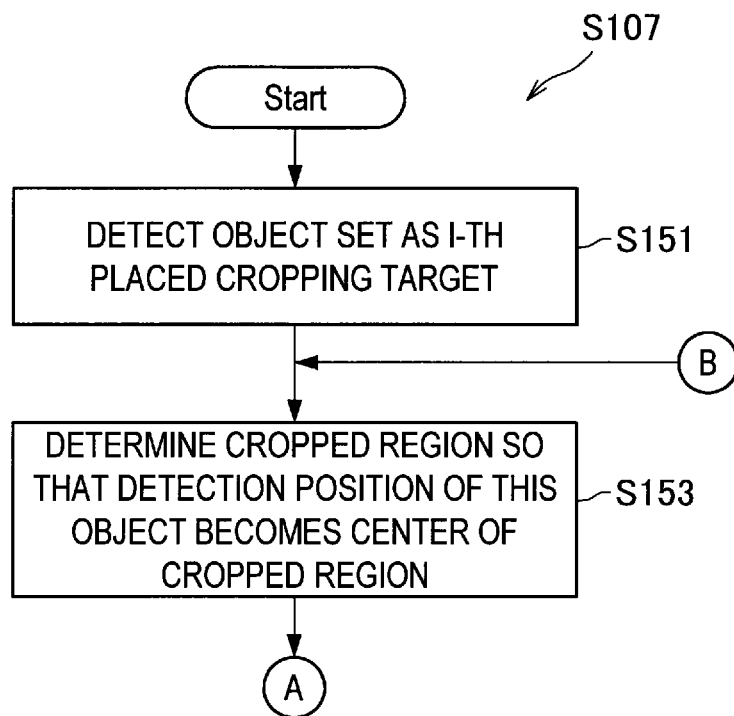 S107
Start
DETECT OBJECT SET AS I-TH
PLACED CROPPING TARGET
S151
B
DETERMINE CROPPED REGION SO
THAT DETECTION POSITION OF THIS
OBJECT BECOMES CENTER OF
CROPPED REGION
S153
A